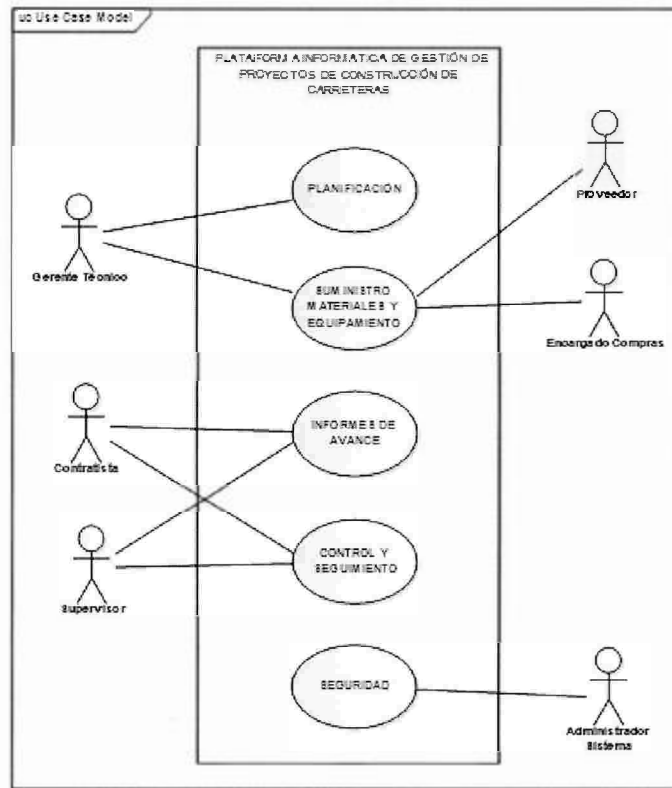 uc Use Case Model
PLATAFORMA INFORMATICA DE GESTIÓN DE
PROYECTOS DE CONSTRUCCIÓN DE
CARRETERAS
PLANIFICACIÓN
Proveedor
Gerente Técnico
SUMINISTRO
MATERIALES Y
EQUIPAMIENTO
Encargado Compras
INFORMES DE
AVANCE
Contratista
CONTROL Y
SEGUIMIENTO
Supervisor
SEGURIDAD
Administrador
Sistema